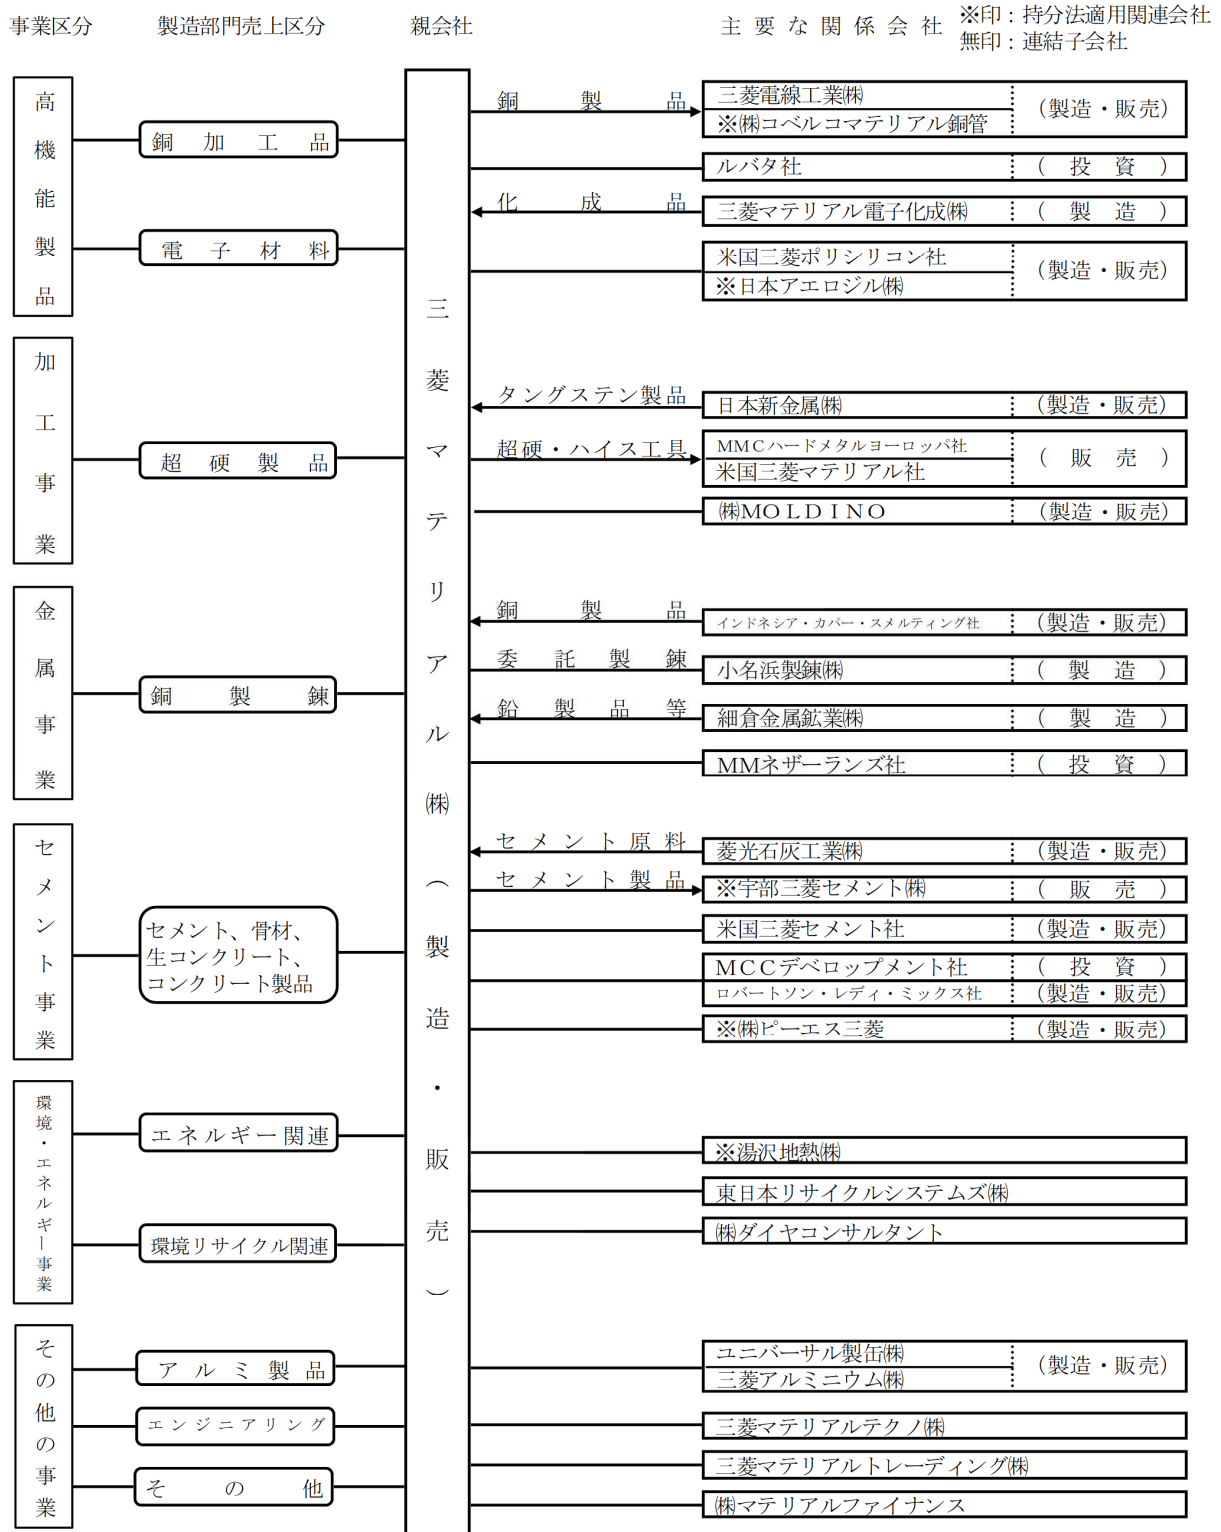 事業区分 製造部門売上区分 親会社 主要な関係会社 ※印：持分法適用関連会社
無印：連結子会社
高機能製品
銅加工品
電子材料
加工事業
超硬製品
金属事業
銅製錬
セメント事業
セメント、骨材、
生コンクリート、
コンクリート製品
環境・エネルギー事業
エネルギー関連
環境リサイクル関連
その他の事業
アルミ製品
エンジニアリング
その他
三菱マテリアル㈱（製造・販売）
銅製品
三菱電線工業㈱ （製造・販売）
※㈱コベルコマテリアル銅管
ルバタ社 （投資）
化成品
三菱マテリアル電子化成㈱ （製造）
米国三菱ポリシリコン社 （製造・販売）
※日本アエロジル㈱
タングステン製品
日本新金属㈱ （製造・販売）
超硬・ハイス工具
ＭＭＣハードメタルヨーロッパ社 （販売）
米国三菱マテリアル社
㈱ＭＯＬＤＩＮＯ （製造・販売）
銅製品
インドネシア・カパー・スメルティング社 （製造・販売）
委託製錬
小名浜製錬㈱ （製造）
鉛製品等
細倉金属鉱業㈱ （製造）
ＭＭネザーランズ社 （投資）
セメント原料
菱光石灰工業㈱ （製造・販売）
セメント製品
※宇部三菱セメント㈱ （販売）
米国三菱セメント社 （製造・販売）
ＭＣＣデベロップメント社 （投資）
ロバートソン・レディ・ミックス社 （製造・販売）
※㈱ピーエス三菱 （製造・販売）
※湯沢地熱㈱
東日本リサイクルシステムズ㈱
㈱ダイヤコンサルタント
ユニバーサル製缶㈱ （製造・販売）
三菱アルミニウム㈱
三菱マテリアルテクノ㈱
三菱マテリアルトレーディング㈱
㈱マテリアルファイナンス